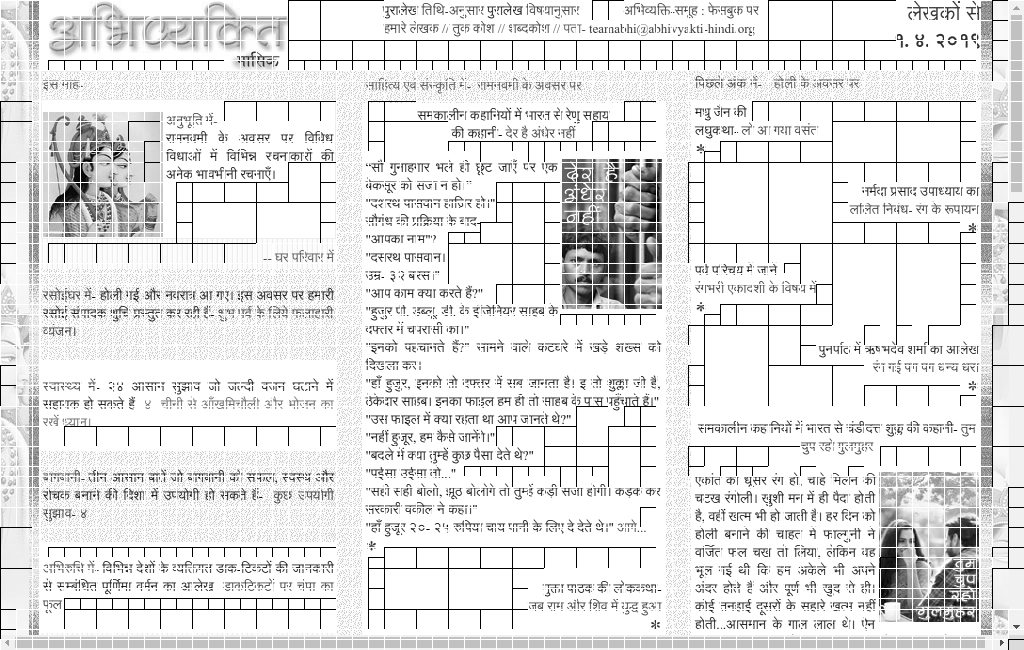 अभिव्यक्ति
मासिक
पुरालेख तिथि-अनुसार पुरालेख विषयानुसार
अभिव्यक्ति-समूह : फेसबुक पर
हमारे लेखक // तुक कोश // शब्दकोश // पता- tearnabhi@abhivyakti-hindi.org
लेखकों से
१. ४. २०१९
इस माह-
अनुभूति में-
रामनवमी के अवसर पर विविध
विधाओं में विभिन्न रचनाकारों की
अनेक भावभीनी रचनाएँ।
-- घर परिवार में
रसोईघर में- होली गई और नवरात्र आ गए। इस अवसर पर हमारी
रसोई संपादक शुचि प्रस्तुत कर रही हैं- शुभ पर्व के लिये फलाहारी
व्यंजन।
स्वास्थ्य में- २४ आसान सुझाव जो जल्दी वजन घटाने में
सहायक हो सकते हैं- ४. चीनी से आँखमिचौली और भोजन का
रखें ध्यान।
बागबानी- तीन आसान बातें जो बागबानी को सफल, स्वस्थ और
रोचक बनाने की दिशा में उपयोगी हो सकते हैं- कुछ उपयोगी
सुझाव- ४
अभिरुचि में- विभिन्न देशों के व्यक्तिगत डाक-टिकटों की जानकारी
से सम्बंधित पूर्णिमा वर्मन का आलेख डाकटिकटों पर चंपा का
फूल
साहित्य एवं संस्कृति में- रामनवमी के अवसर पर
समकालीन कहानियों में भारत से रेणु सहाय
की कहानी- देर है अंधेर नहीं
“सौ गुनाहगार भले ही छूट जाएँ पर एक
बेकसूर को सजा न हो।”
"दशरथ पासवान हाज़िर हो।"
सौगंध की प्रक्रिया के बाद-
"आपका नाम"?
"दसरथ पासवान।
उम्र- ३२ बरस।"
"आप काम क्या करते हैं?"
"हुजूर पी. डब्लू. डी. के इंजिनियर साहब के
दफ्तर में चपरासी का।"
"इनको पहचानते हैं?" सामने वाले कटघरे में खड़े शख्स को
दिखला कर।
"हाँ हुजूर, इनको तो दफ्तर में सब जानता है। इ तो शुक्ला जी है,
ठेकेदार साहब। इनका फाइल हम ही तो साहब के पास पहुँचाते हैं।"
"उस फाइल में क्या रहता था आप जानते थे?"
"नहीं हुजूर, हम कैसे जानेंगे।"
"बदले में क्या तुम्हें कुछ पैसा देते थे?"
"पईसा उईसा तो..."
"सही सही बोलो, झूठ बोलोगे तो तुम्हें कड़ी सजा होगी। कड़क कर
सरकारी वकील ने कहा।"
"हाँ हुजूर २०- २५ रुपिया चाय पानी के लिए दे देते थे।" आगे...
*
मुक्ता पाठक की लोककथा-
जब राम और शिव में युद्ध हुआ
*
देर है
अंधेर
नहीं
पिछले अंक में- होली के अवसर पर
मधु जैन की
लघुकथा- लो आ गया वसंत
*
नर्मदा प्रसाद उपाध्याय का
ललित निबंध- रंग के रूपायन
*
पर्व परिचय में जानें
रंगभरी एकादशी के विषय में
*
पुनर्पाठ में ऋषभदेव शर्मा का आलेख
रंग गई पग पग धन्य धरा
*
समकालीन कहानियों में भारत से चंडीदत्त शुक्ल की कहानी- तुम
चुप रहो गुलमुहर
एकांत का धूसर रंग हो, चाहे मिलन की
चटख रंगोली। खुशी मन में ही पैदा होती
है, वहीं खत्म भी हो जाती है। हर दिन को
होली बनाने की चाहत में फाल्गुनी ने
वर्जित फल चख तो लिया, लेकिन वह
भूल गई थी कि हम अकेले भी अपने
अंदर होते हैं और पूर्ण भी खुद से ही।
कोई तनहाई दूसरों के सहारे खत्म नहीं
होती...आसमान के गाल लाल थे। ऐन
तुम
चुप
रहो
गुलमुहर